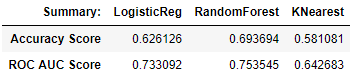 Summary: LogisticReg RandomForest KNearest
Accuracy Score 0.626126 0.693694 0.581081
ROC AUC Score 0.733092 0.753545 0.642683